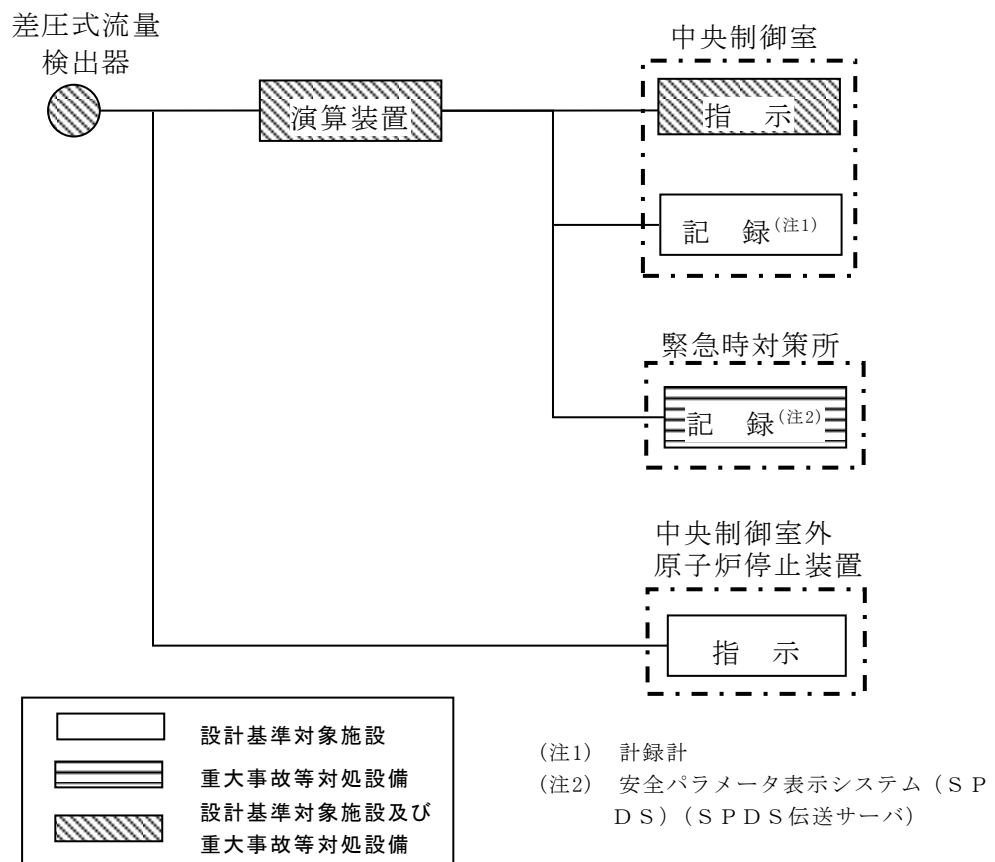 差圧式流量
検出器
中央制御室
演算装置
指 示
記 録(注1)
緊急時対策所
記 録(注2)
中央制御室外
原子炉停止装置
指 示
設計基準対象施設
重大事故等対処設備
設計基準対象施設及び
重大事故等対処設備
(注1) 計録計
(注2) 安全パラメータ表示システム（ＳＰ
ＤＳ）（ＳＰＤＳ伝送サーバ）